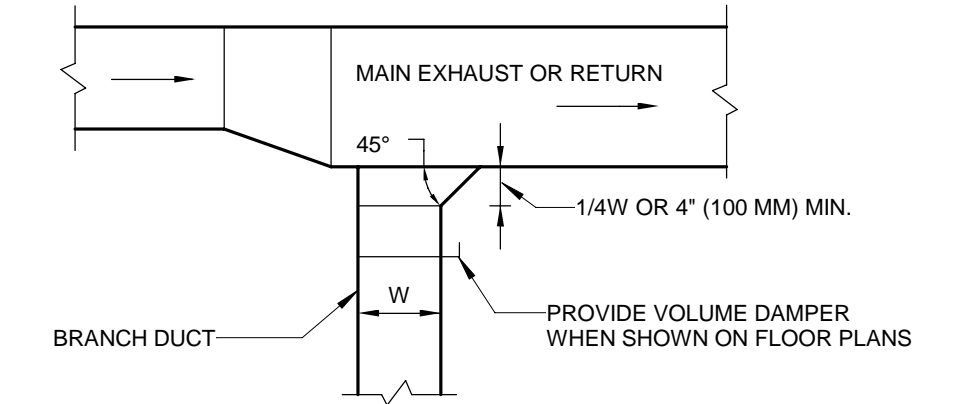 MAIN EXHAUST OR RETURN
45°
1/4W OR 4" (100 MM) MIN.
W
BRANCH DUCT
PROVIDE VOLUME DAMPER
WHEN SHOWN ON FLOOR PLANS